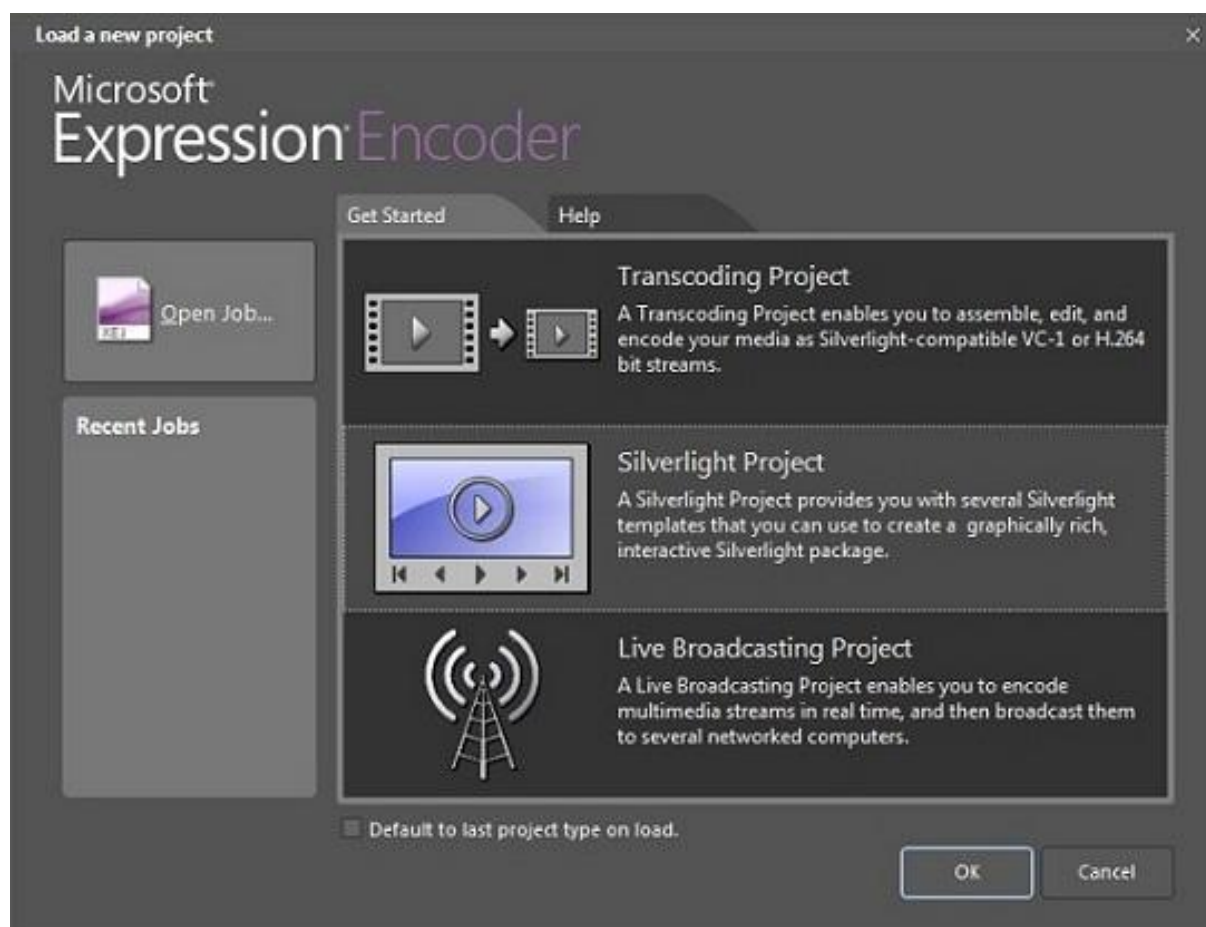 Load a new project
Microsoft
Expression Encoder
Get Started
Help
Open Job...
XEJ
Recent Jobs
Transcoding Project
A Transcoding Project enables you to assemble, edit, and
encode your media as Silverlight-compatible VC-1 or H.264
bit streams.
Silverlight Project
A Silverlight Project provides you with several Silverlight
templates that you can use to create a graphically rich,
interactive Silverlight package.
Live Broadcasting Project
A Live Broadcasting Project enables you to encode
multimedia streams in real time, and then broadcast them
to several networked computers.
Default to last project type on load.
OK
Cancel